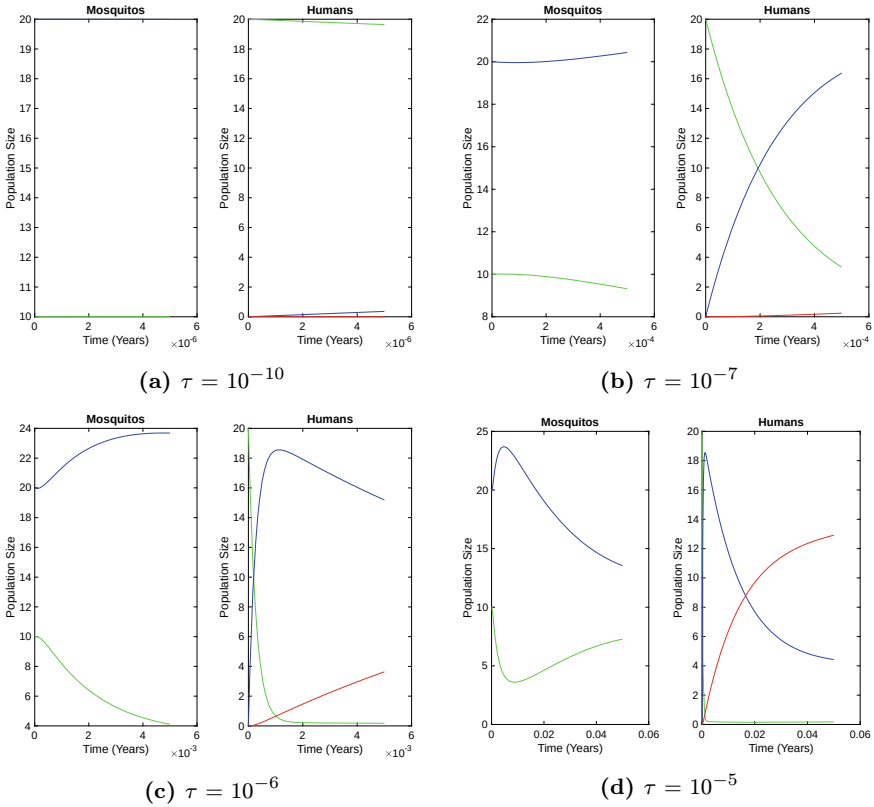 Mosquitos
Population Size
20
19
18
17
16
15
14
13
12
11
10
0 2 4 6
Time (Years) ×10⁻⁶
Humans
Population Size
20
18
16
14
12
10
8
6
4
2
0
0 2 4 6
Time (Years) ×10⁻⁶
(a) τ = 10⁻¹⁰
Mosquitos
Population Size
22
20
18
16
14
12
10
8
0 2 4 6
Time (Years) ×10⁻⁴
Humans
Population Size
20
18
16
14
12
10
8
6
4
2
0
0 2 4 6
Time (Years) ×10⁻⁴
(b) τ = 10⁻⁷
Mosquitos
Population Size
24
22
20
18
16
14
12
10
8
6
4
0 2 4 6
Time (Years) ×10⁻³
Humans
Population Size
20
18
16
14
12
10
8
6
4
2
0
0 2 4 6
Time (Years) ×10⁻³
(c) τ = 10⁻⁶
Mosquitos
Population Size
25
20
15
10
5
0
0 0.02 0.04 0.06
Time (Years)
Humans
Population Size
20
18
16
14
12
10
8
6
4
2
0
0 0.02 0.04 0.06
Time (Years)
(d) τ = 10⁻⁵